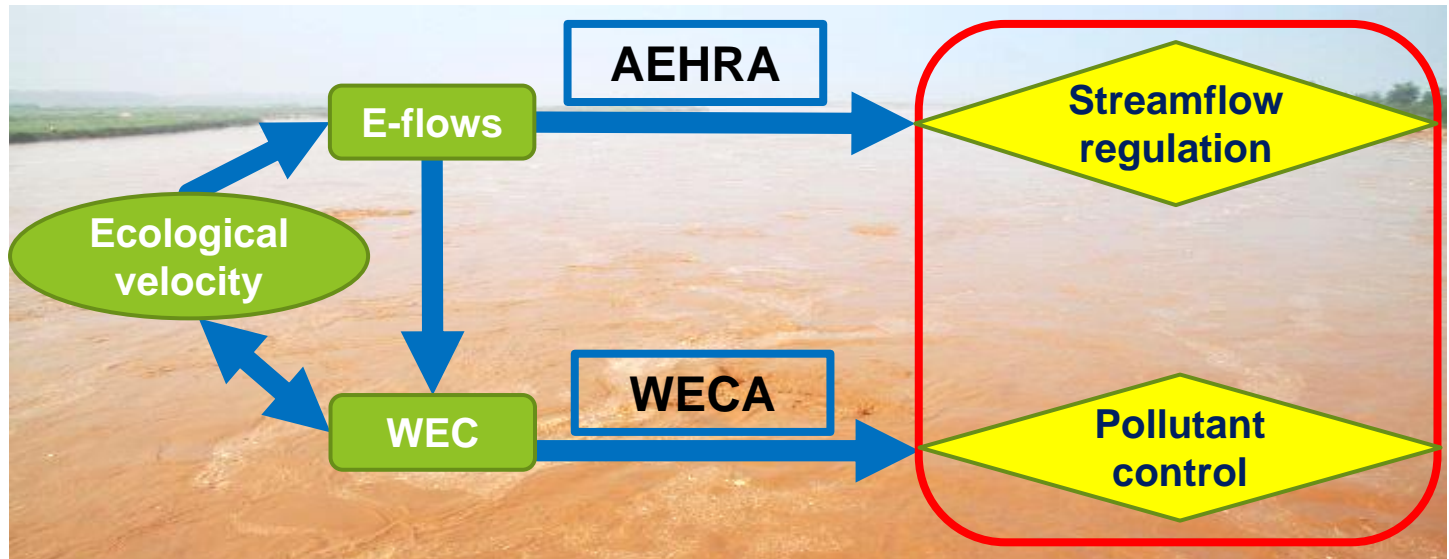 AEHRA
E-flows
Streamflow
regulation
Ecological
velocity
WECA
WEC
Pollutant
control